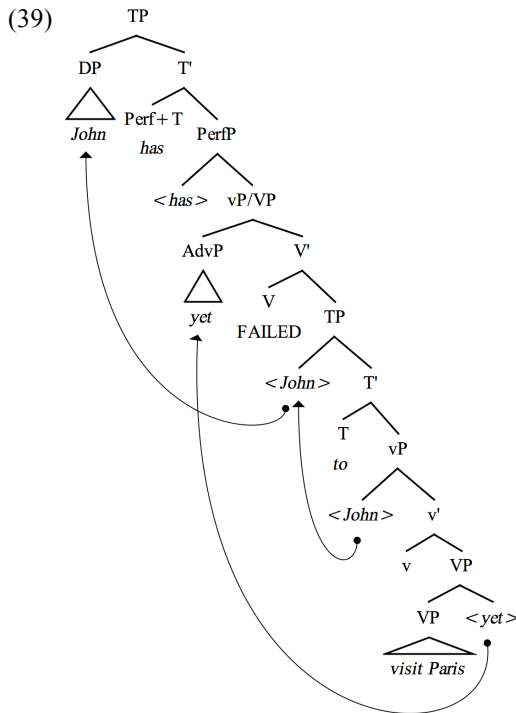 (39) TP
DP T'
John Perf+T PerfP
has
<has> vP/VP
AdvP V'
yet V TP
FAILED
<John> T'
T vP
to
<John> v'
v VP
VP <yet>
visit Paris